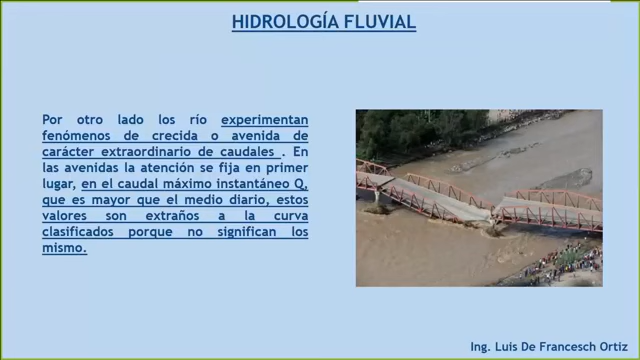 HIDROLOGÍA FLUVIAL
Por otro lado los río experimentan
fenómenos de crecida o avenida de
carácter extraordinario de caudales . En
las avenidas la atención se fija en primer
lugar, en el caudal máximo instantáneo Q,
que es mayor que el medio diario, estos
valores son extraños a la curva
clasificados porque no significan los
mismo.
Ing. Luis De Francesch Ortiz